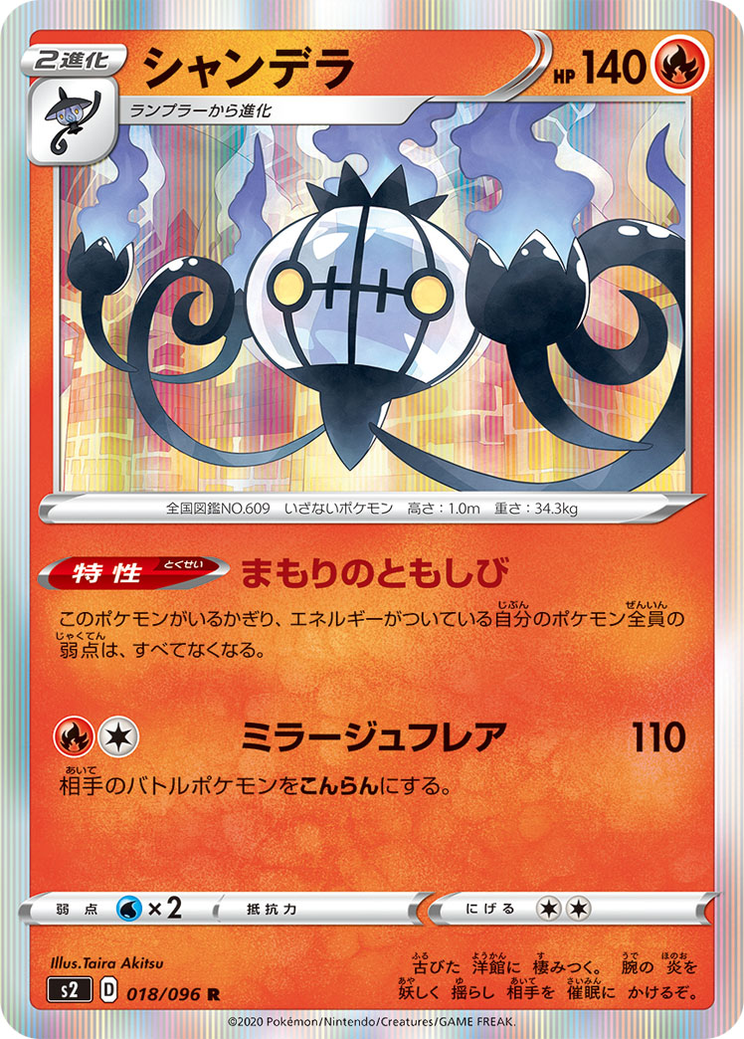 2進化
シャンデラ
HP 140
ランプラーから進化
全国図鑑NO.609 いざないポケモン 高さ：1.0m 重さ：34.3kg
特性 とくせい まもりのともしび
このポケモンがいるかぎり、エネルギーがついている自分のポケモン全員の
弱点は、すべてなくなる。
ミラージュフレア 110
相手のバトルポケモンをこんらんにする。
弱点 ×2 抵抗力 にげる
Illus.Taira Akitsu
古びた 洋館に 棲みつく。 腕の 炎を
妖しく 揺らし 相手を 催眠に かけるぞ。
s2 D 018/096 R
©2020 Pokémon/Nintendo/Creatures/GAME FREAK.